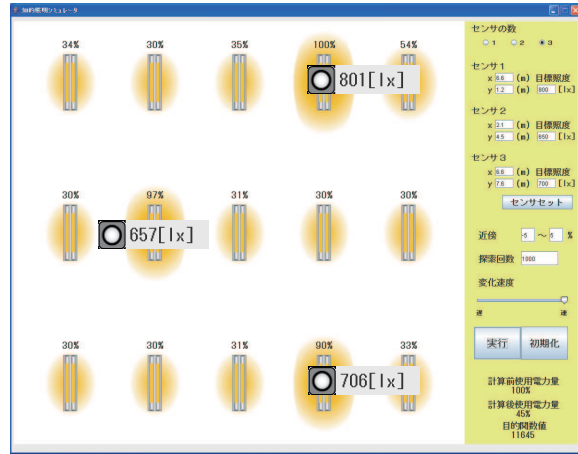 知的照明シミュレータ
34% 30% 35% 100% 54%
801[lx]
30% 97% 31% 30% 30%
657[lx]
30% 30% 31% 90% 33%
706[lx]
センサの数
1 2 3
センサ1
x 6.6 (m) 目標照度
y 1.2 (m) 800 [lx]
センサ2
x 2.1 (m) 目標照度
y 4.5 (m) 650 [lx]
センサ3
x 6.6 (m) 目標照度
y 7.6 (m) 700 [lx]
センサセット
近傍 -5 ～ 5 %
探索回数 1000
変化速度
遅 速
実行 初期化
計算前使用電力量
100%
計算後使用電力量
45%
目的関数値
11645